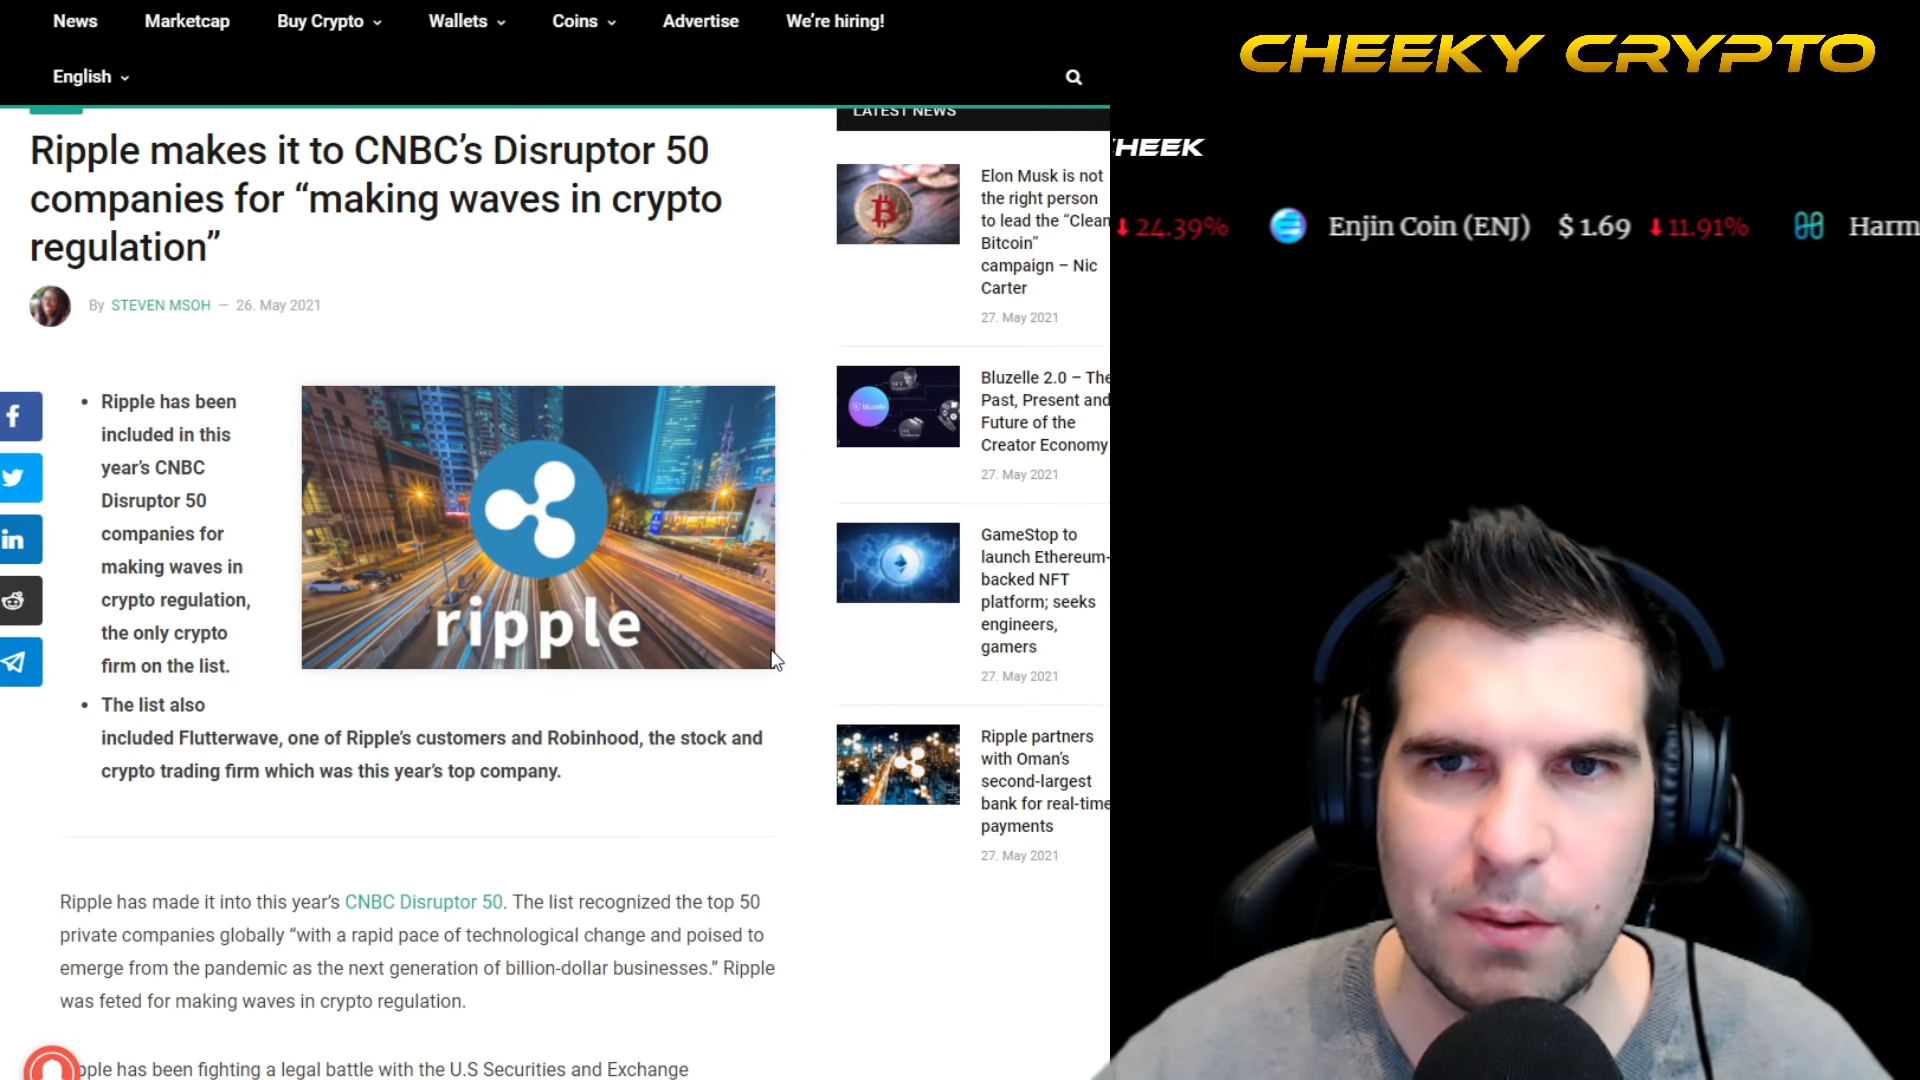 News Marketcap Buy Crypto Wallets Coins Advertise We're hiring!
English
CHEEKY CRYPTO
Ripple makes it to CNBC's Disruptor 50
companies for “making waves in crypto
regulation”
By STEVEN MSOH — 26. May 2021
Ripple has been
included in this
year's CNBC
Disruptor 50
companies for
making waves in
crypto regulation,
the only crypto
firm on the list.
The list also
included Flutterwave, one of Ripple's customers and Robinhood, the stock and
crypto trading firm which was this year's top company.
ripple
Ripple has made it into this year's CNBC Disruptor 50. The list recognized the top 50
private companies globally “with a rapid pace of technological change and poised to
emerge from the pandemic as the next generation of billion-dollar businesses.” Ripple
was feted for making waves in crypto regulation.
pple has been fighting a legal battle with the U.S Securities and Exchange
LATEST NEWS
Elon Musk is not
the right person
to lead the “Clean
Bitcoin”
campaign – Nic
Carter
27. May 2021
bluzelle
Bluzelle 2.0 – The
Past, Present and
Future of the
Creator Economy
27. May 2021
GameStop to
launch Ethereum-
backed NFT
platform; seeks
engineers,
gamers
27. May 2021
Ripple partners
with Oman's
second-largest
bank for real-time
payments
27. May 2021
HEEK
24.39% Enjin Coin (ENJ) $ 1.69 11.91% Harm